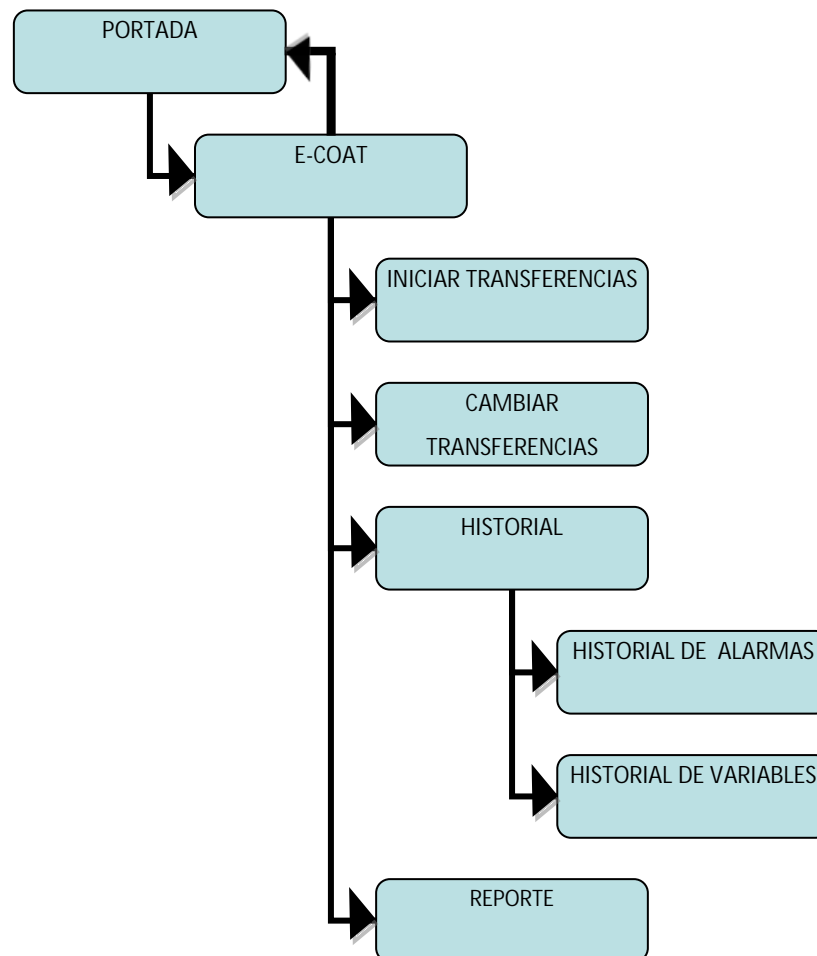 PORTADA
E-COAT
INICIAR TRANSFERENCIAS
CAMBIAR
TRANSFERENCIAS
HISTORIAL
HISTORIAL DE  ALARMAS
HISTORIAL DE VARIABLES
REPORTE